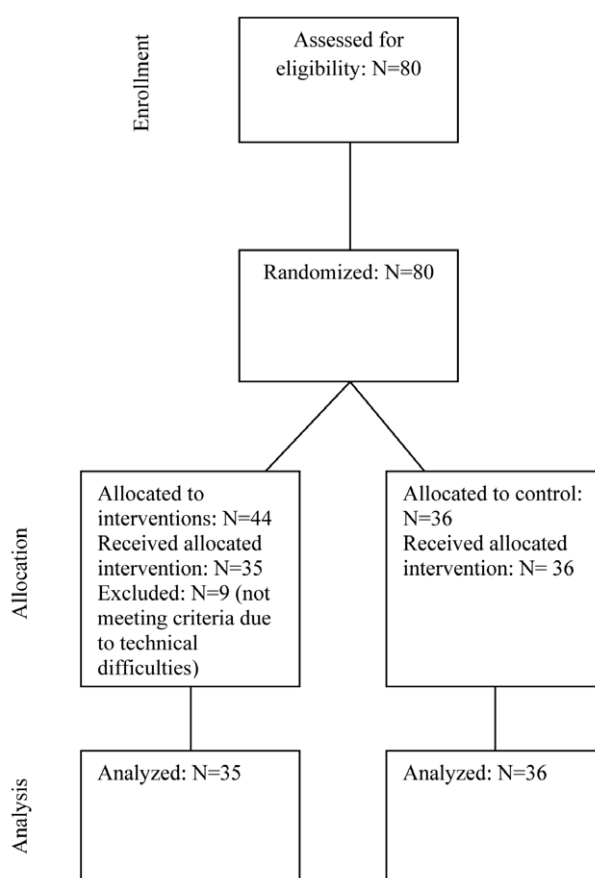 Enrollment
Assessed for
eligibility: N=80
Randomized: N=80
Allocation
Allocated to
interventions: N=44
Received allocated
intervention: N=35
Excluded: N=9 (not
meeting criteria due
to technical
difficulties)
Allocated to control:
N=36
Received allocated
intervention: N= 36
Analysis
Analyzed: N=35
Analyzed: N=36